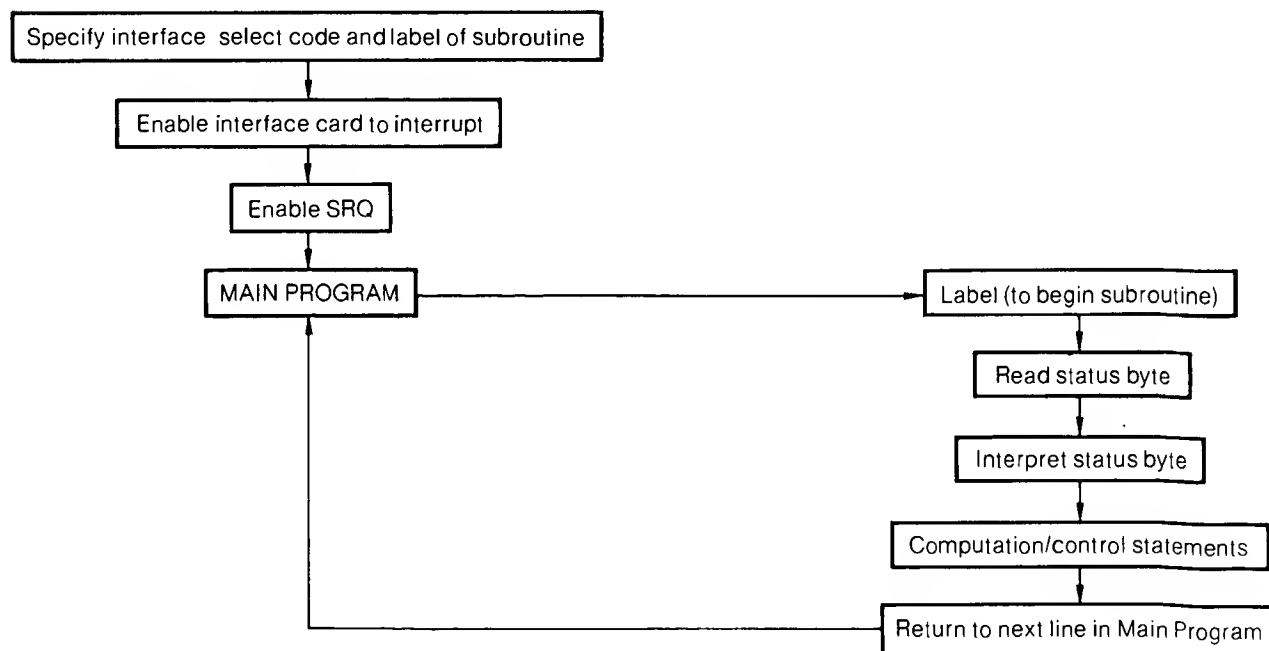 Specify interface select code and label of subroutine
Enable interface card to interrupt
Enable SRQ
MAIN PROGRAM
Label (to begin subroutine)
Read status byte
Interpret status byte
Computation/control statements
Return to next line in Main Program